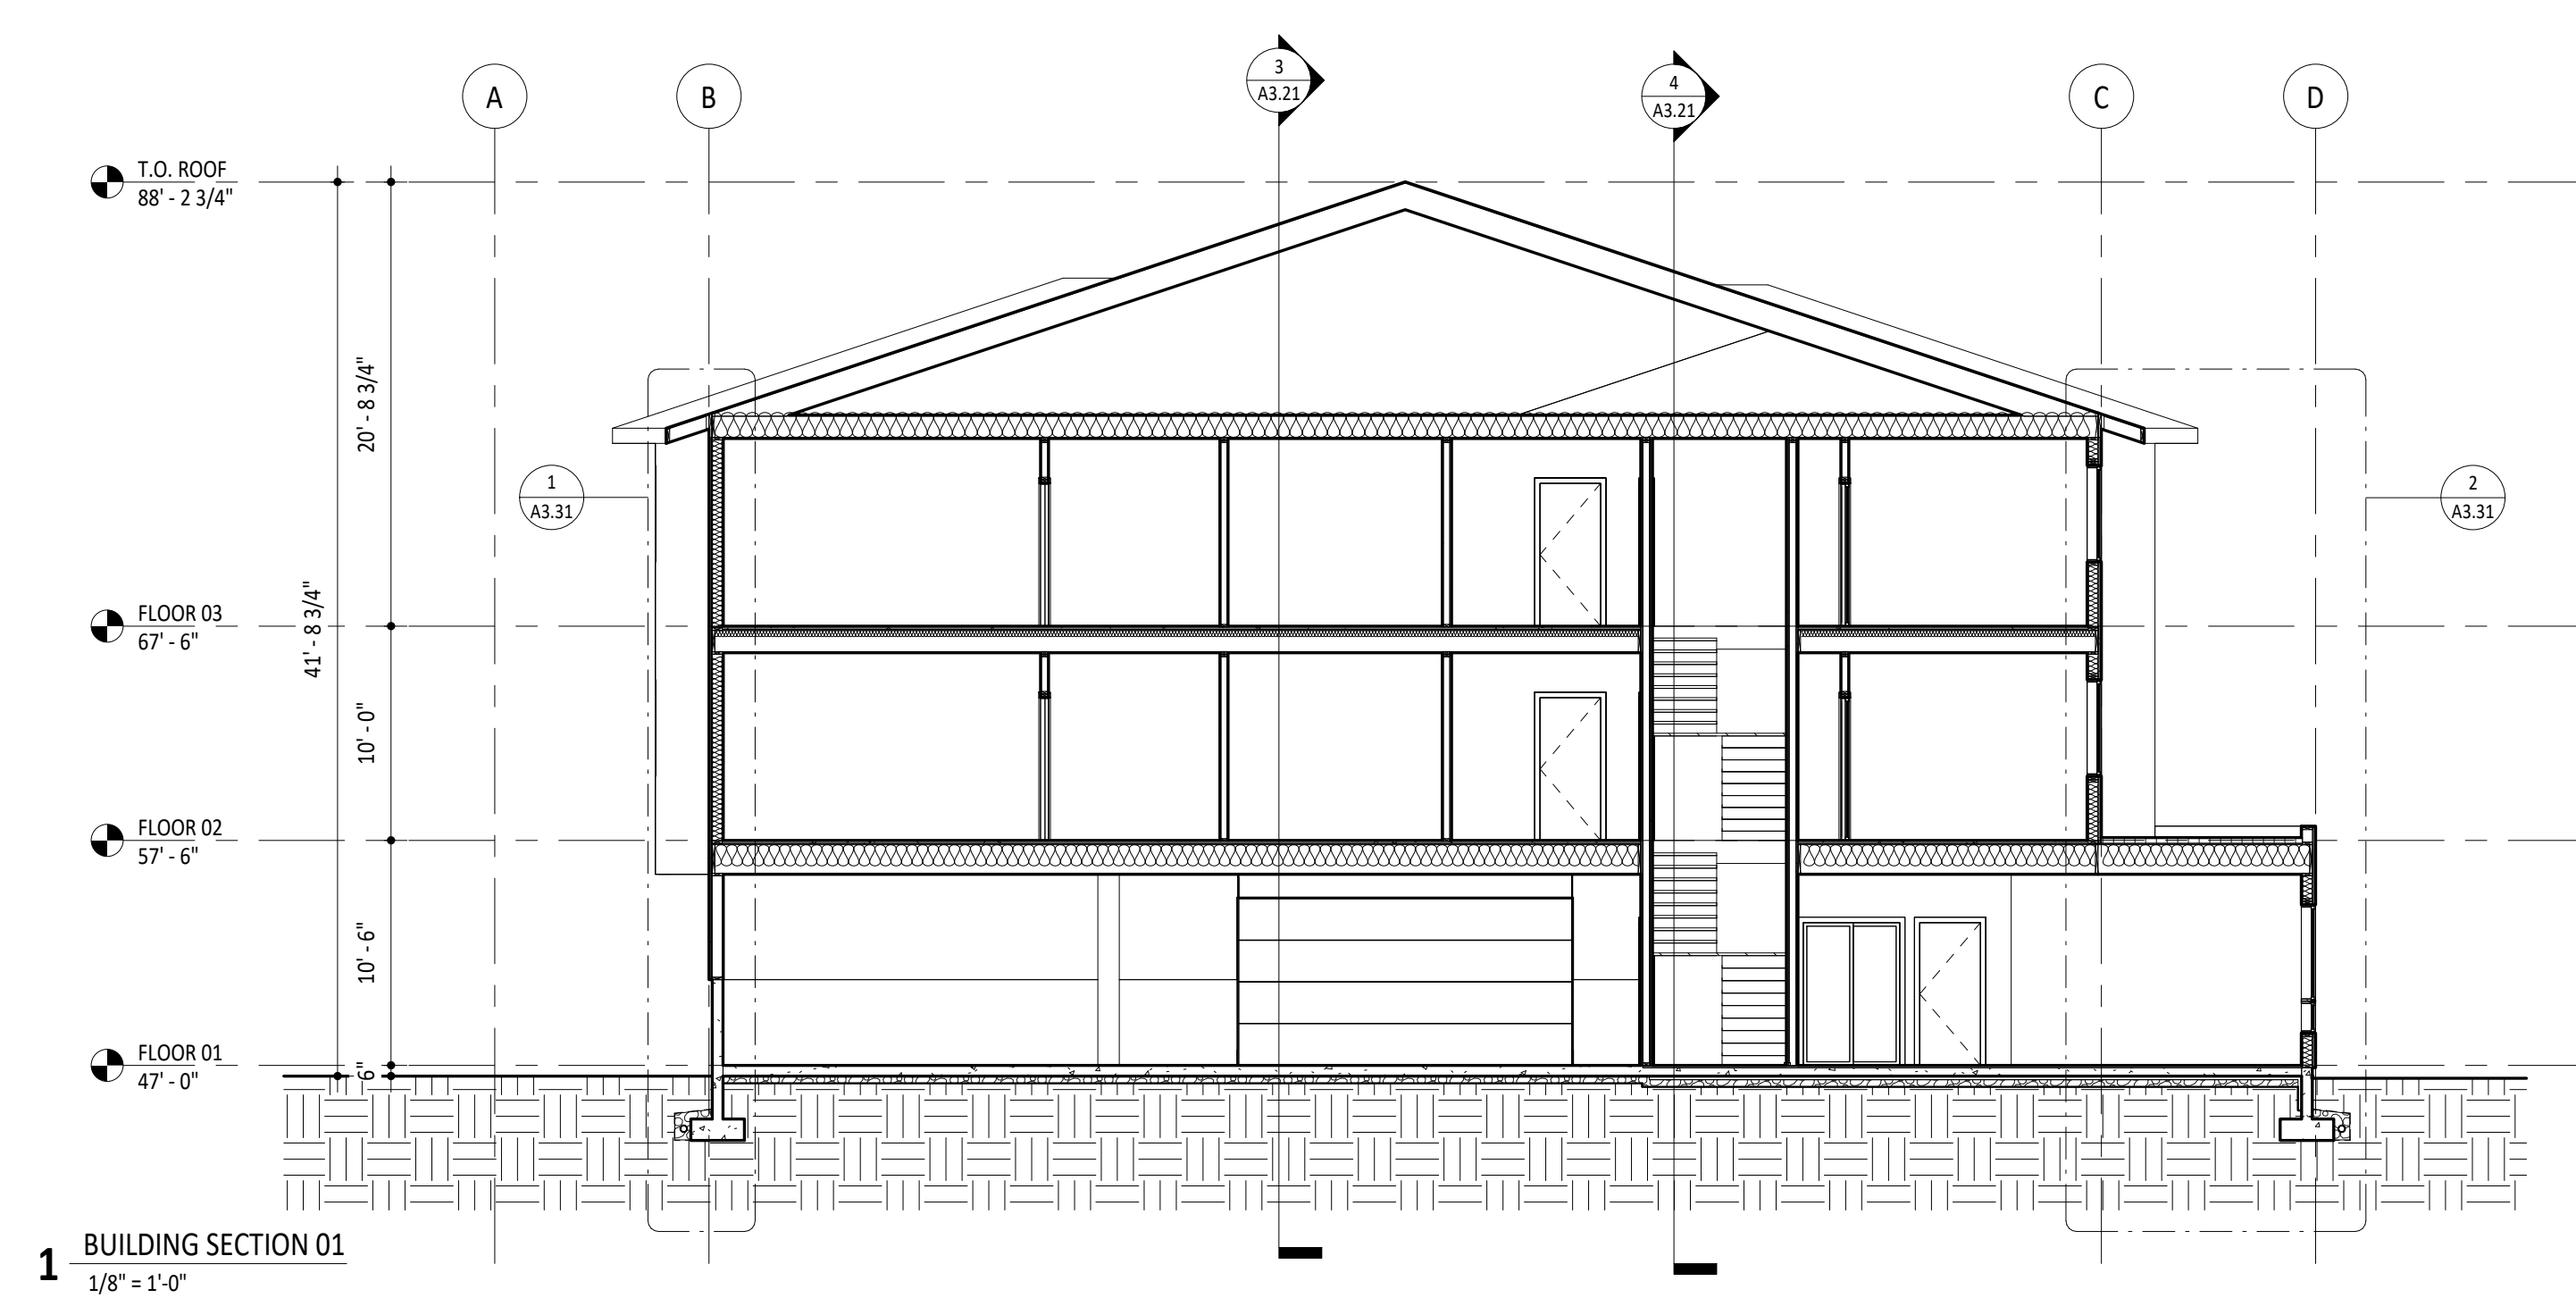 3
A3.21
4
A3.21
A
B
C
D
T.O. ROOF
88' - 2 3/4"
20' - 8 3/4"
1
A3.31
2
A3.31
41' - 8 3/4"
FLOOR 03
67' - 6"
10' - 0"
FLOOR 02
57' - 6"
10' - 6"
FLOOR 01
47' - 0"
6"
1 BUILDING SECTION 01
1/8" = 1'-0"